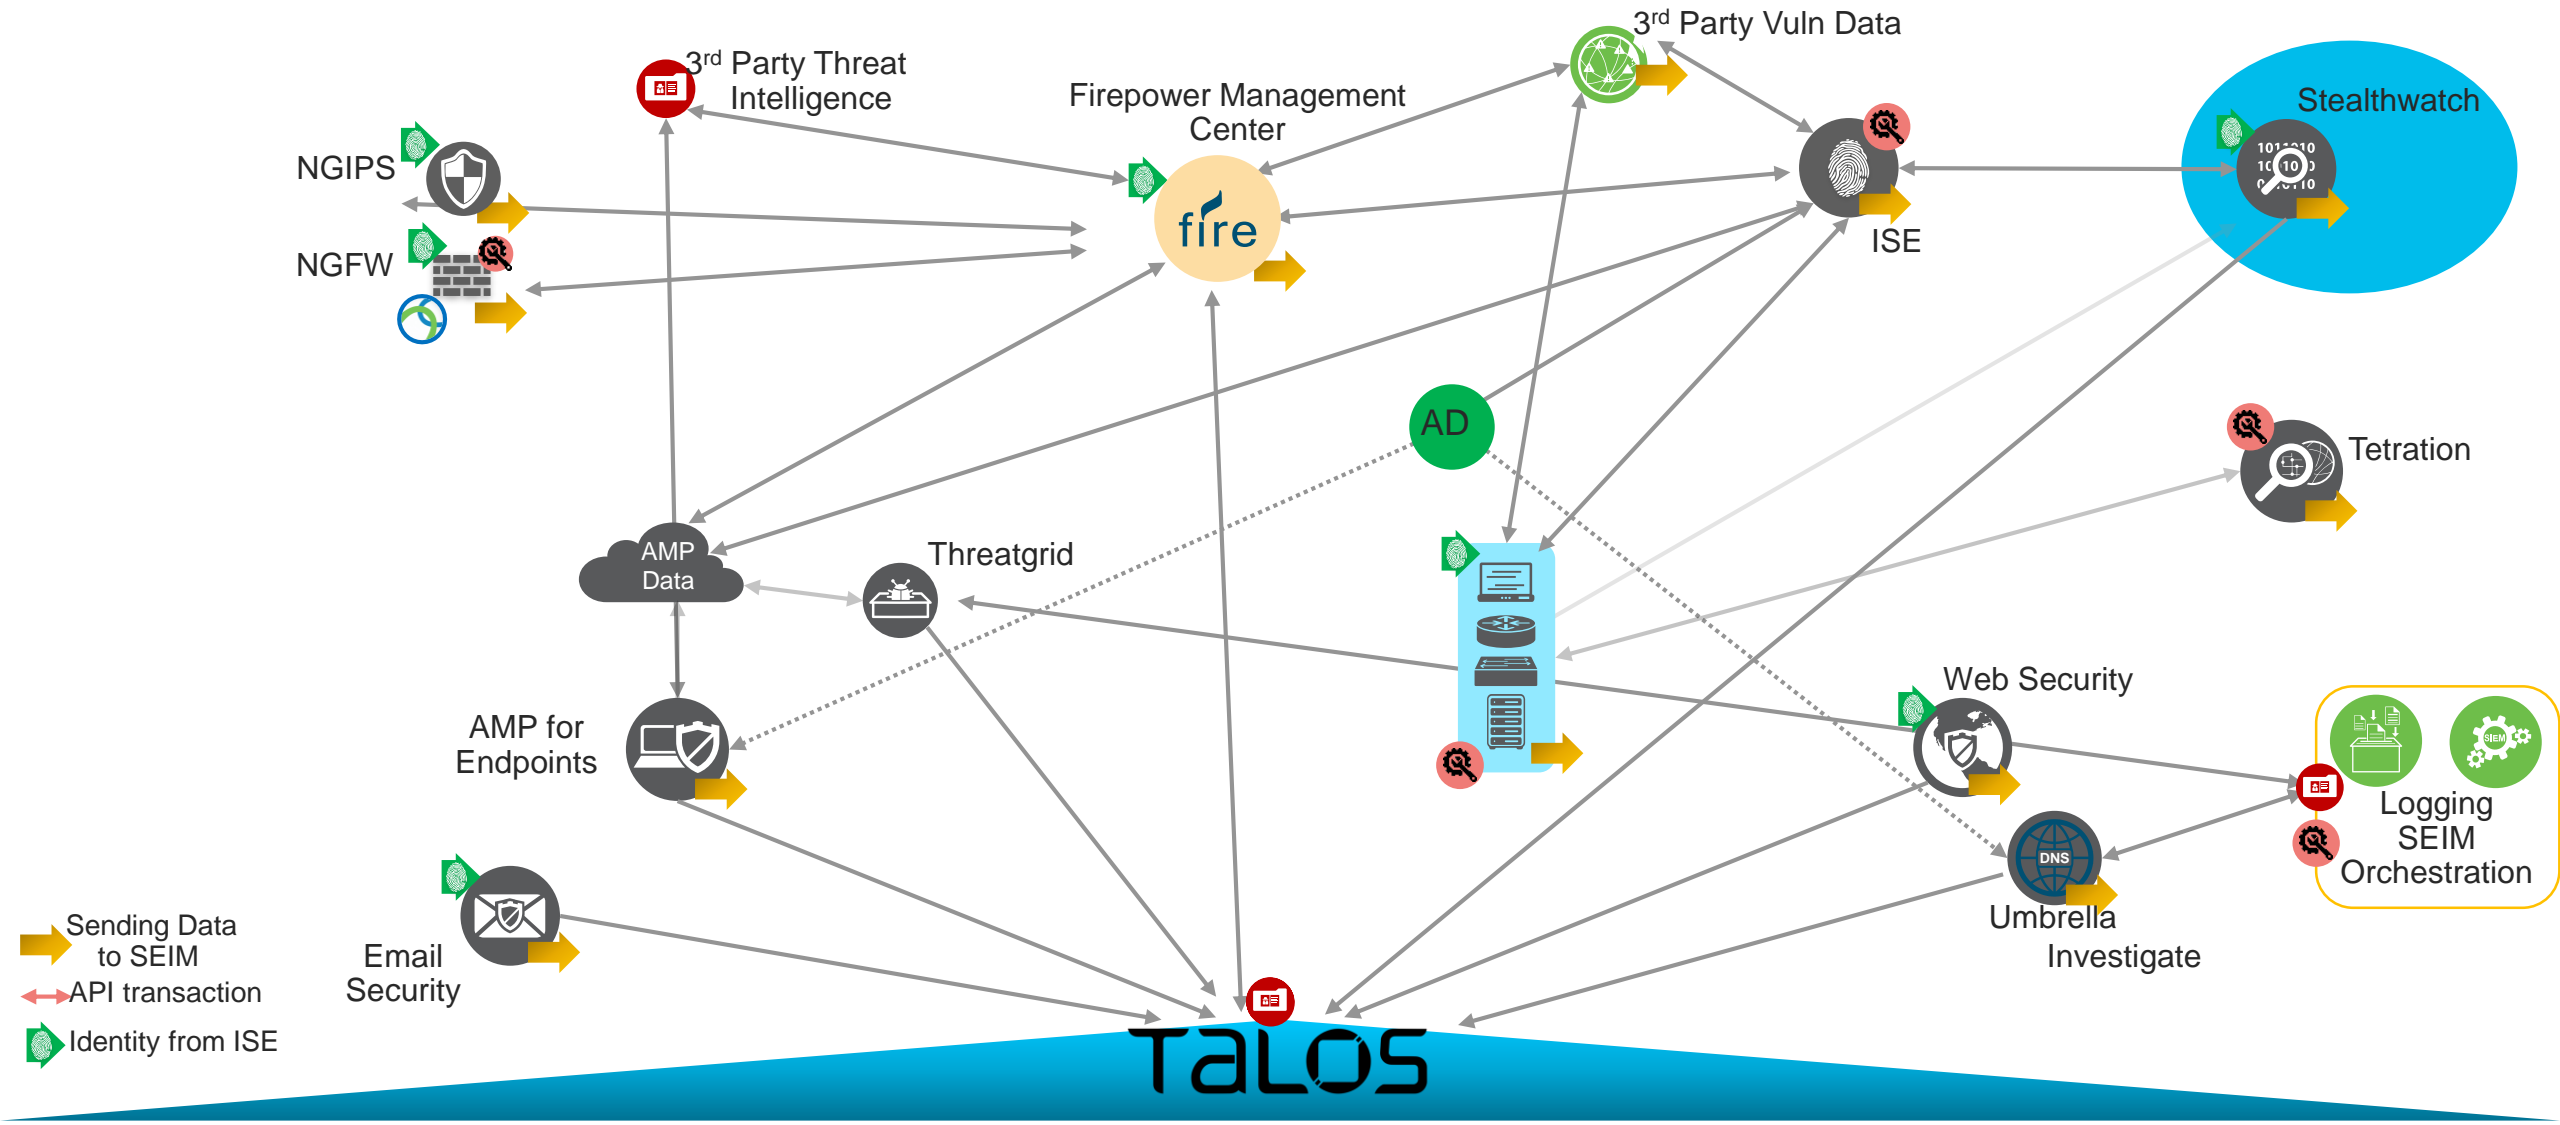 3rd Party Vuln Data
3rd Party Threat
Intelligence
Firepower Management
Center
Stealthwatch
NGIPS
1011010
fire
ISE
NGFW
AD
Tetration
AMP
Data
Threatgrid
Web Security
AMP for
Endpoints
SIEM
Logging
SEIM
Orchestration
DNS
Umbrella
Investigate
Email
Security
Sending Data
to SEIM
API transaction
Identity from ISE
TALOS